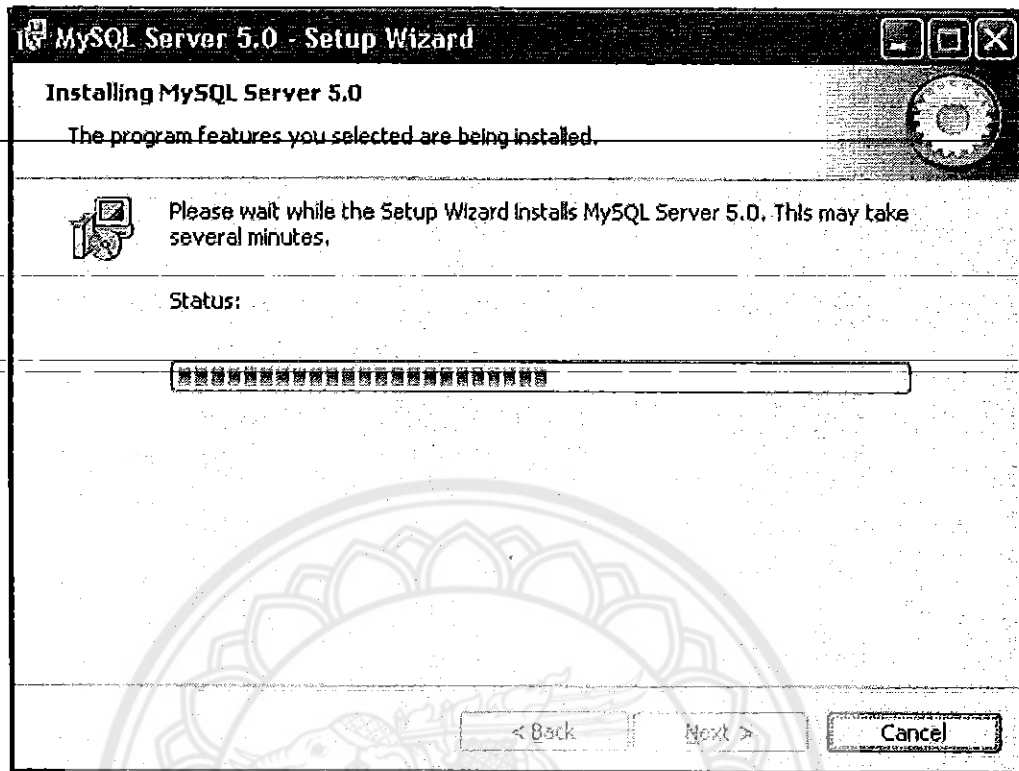 MySQL Server 5.0 - Setup Wizard
Installing MySQL Server 5.0
The program features you selected are being installed.
Please wait while the Setup Wizard installs MySQL Server 5.0. This may take
several minutes.
Status:
< Back Next > Cancel